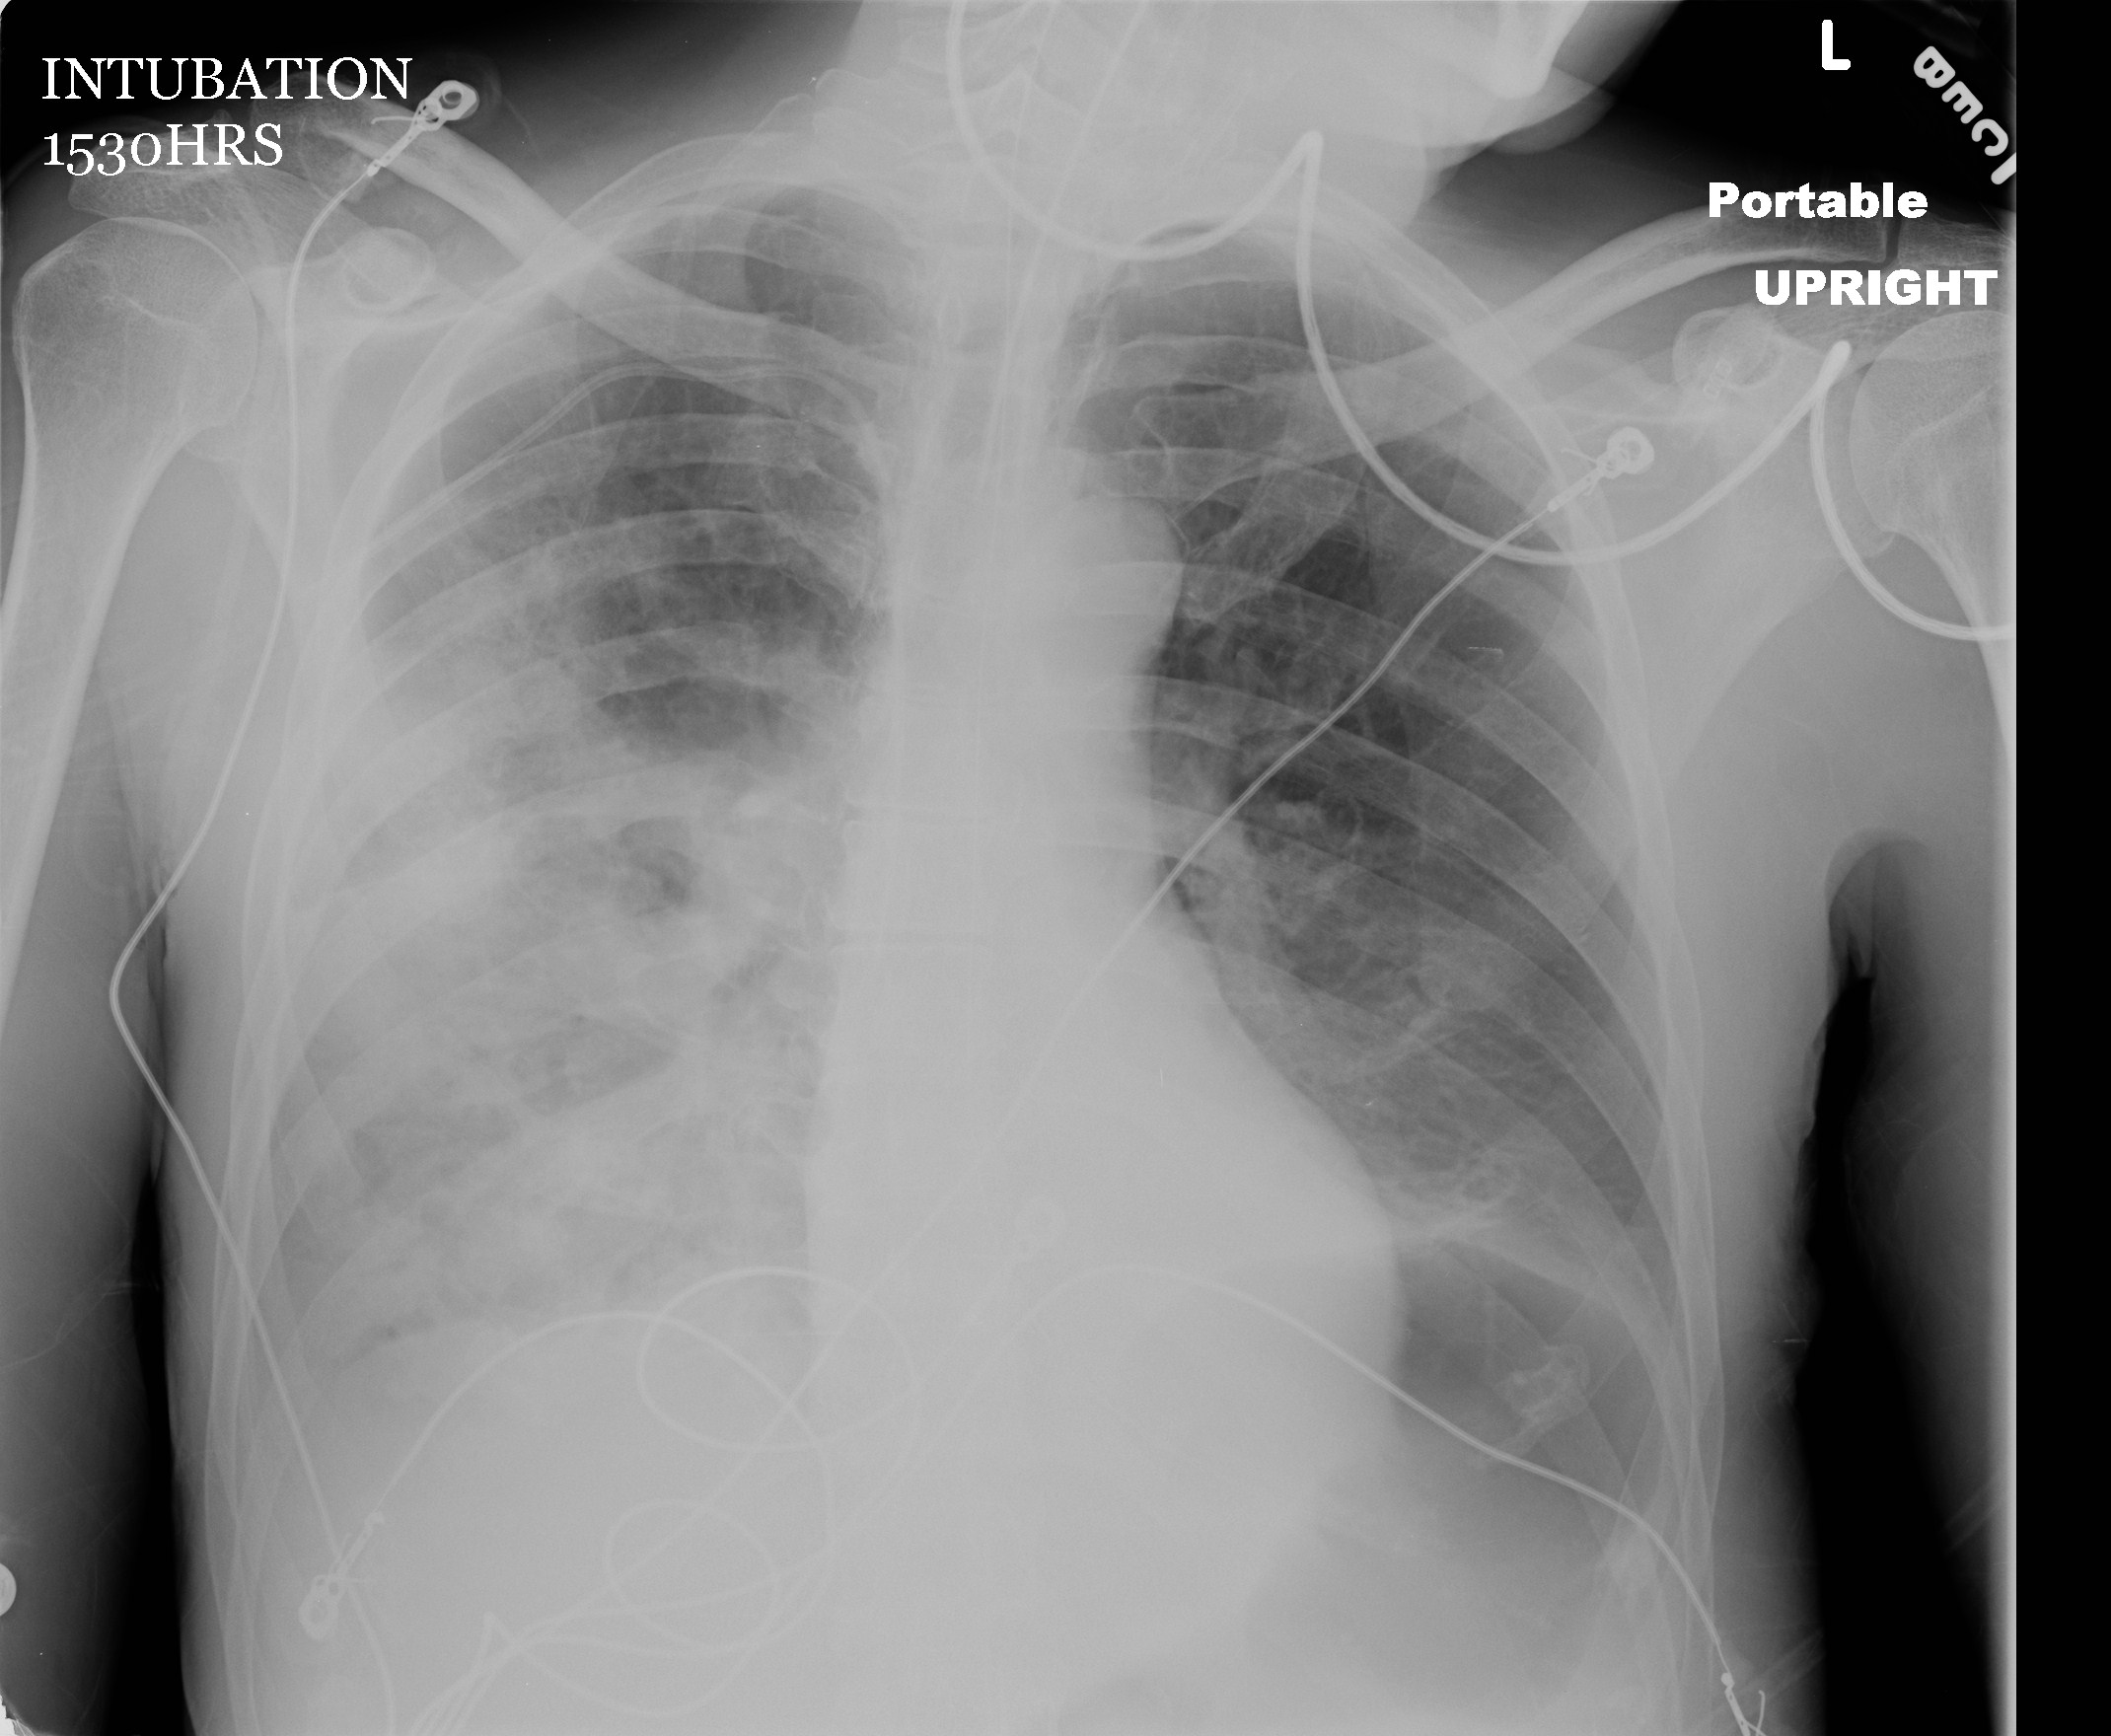 INTUBATION
1530HRS
L
Portable
UPRIGHT